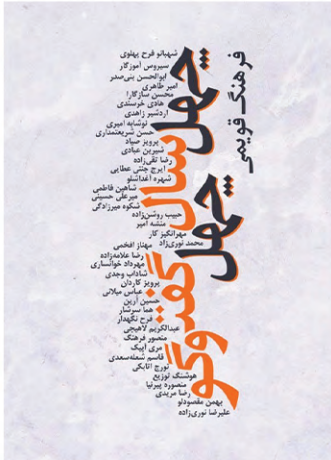 چهل سال
چهل گفتوگو
فرهنگ قویمی
شهبانو فرح پهلوی
سیروس آموزگار
ابوالحسن بنی‌صدر
امیر طاهری
محسن سازگارا
هادی خرسندی
اردشیر زاهدی
نوشابه امیری
حسن شریعتمداری
پرویز صیاد
شیرین عبادی
رضا تقی‌زاده
ایرج جنتی عطایی
شهره آغداشلو
شاهین فاطمی
میرعلی حسینی
شکوه میرزادگی
حبیب روشن‌زاده
منشه امیر
مهرانگیز کار
محمد نوری‌زاد
مهناز افخمی
رضا علامه‌زاده
مهرداد خوانساری
شاداب وجدی
پرویز کاردان
عباس میلانی
حسین آرین
هما سرشار
فرح نگهدار
عبدالکریم لاهیجی
منصور فرهنگ
مری آپیک
قاسم شعله‌سعدی
تورج اتابکی
هوشنگ لوزیع
منصوره پیرنیا
رضا مریدی
بهمن مقصودلو
علیرضا نوری‌زاده